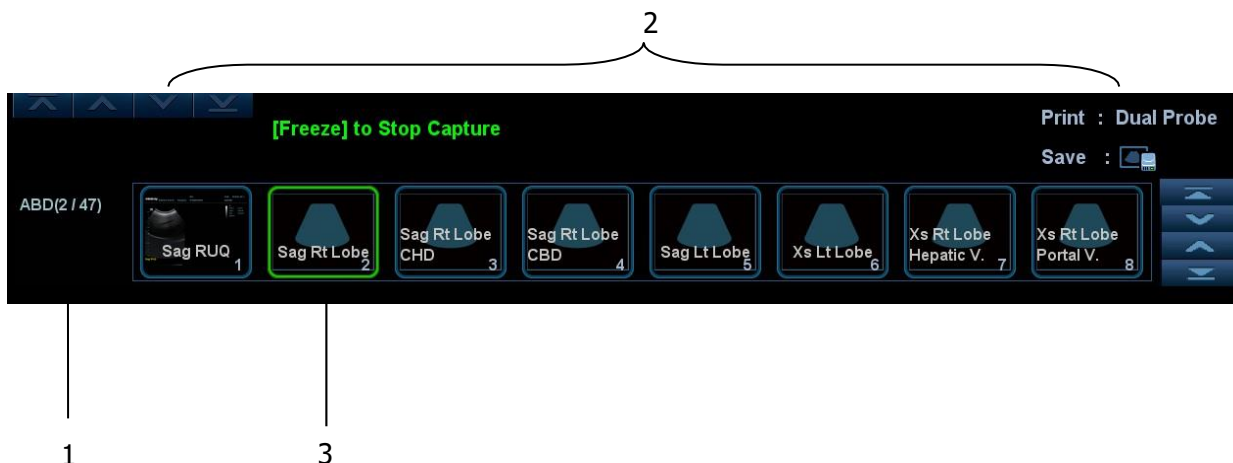 2
[Freeze] to Stop Capture
Print : Dual Probe
Save :
ABD(2 / 47)
Sag RUQ
1
Sag Rt Lobe
2
Sag Rt Lobe
CHD
3
Sag Rt Lobe
CBD
4
Sag Lt Lobe
5
Xs Lt Lobe
6
Xs Rt Lobe
Hepatic V.
7
Xs Rt Lobe
Portal V.
8
1
3